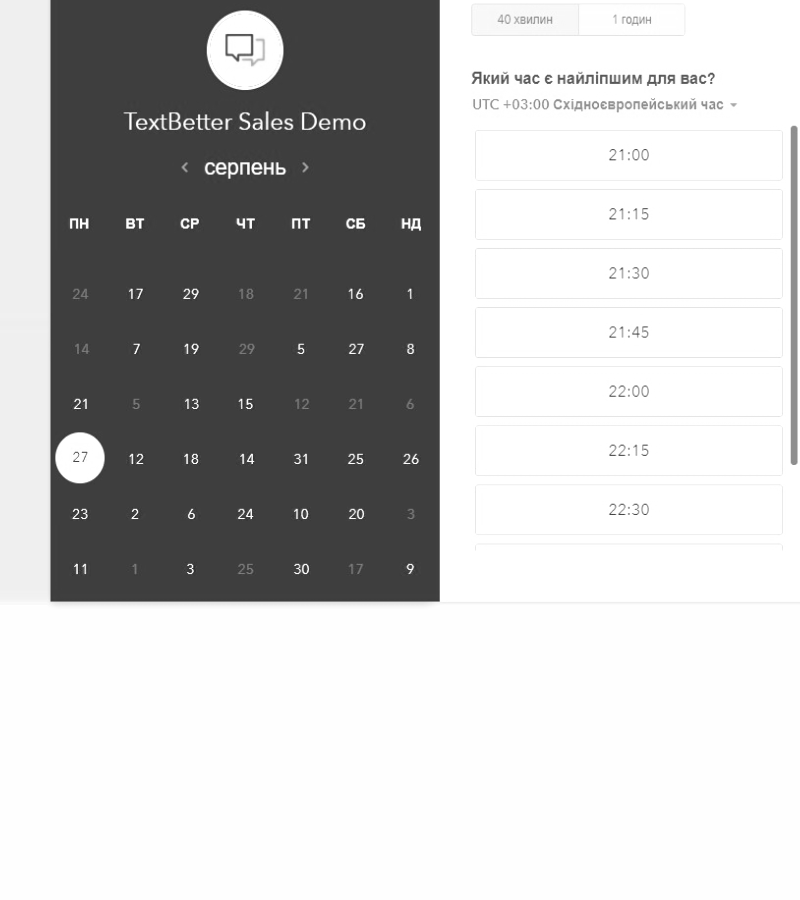 40 хвилин 1 годин
TextBetter Sales Demo
серпень
ПН ВТ СР ЧТ ПТ СБ НД
24 17 29 18 21 16 1
14 7 19 29 5 27 8
21 5 13 15 12 21 6
27 12 18 14 31 25 26
23 2 6 24 10 20 3
11 1 3 25 30 17 9
Який час є найліпшим для вас?
UTC +03:00 Східноєвропейський час
21:00
21:15
21:30
21:45
22:00
22:15
22:30